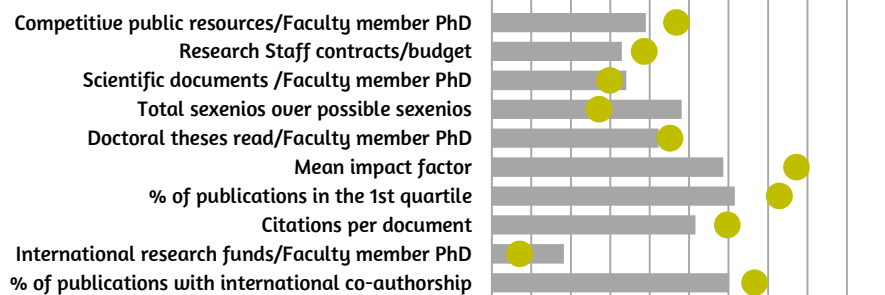 Competitive public resources/Faculty member PhD
Research Staff contracts/budget
Scientific documents /Faculty member PhD
Total sexenios over possible sexenios
Doctoral theses read/Faculty member PhD
Mean impact factor
% of publications in the 1st quartile
Citations per document
International research funds/Faculty member PhD
% of publications with international co-authorship